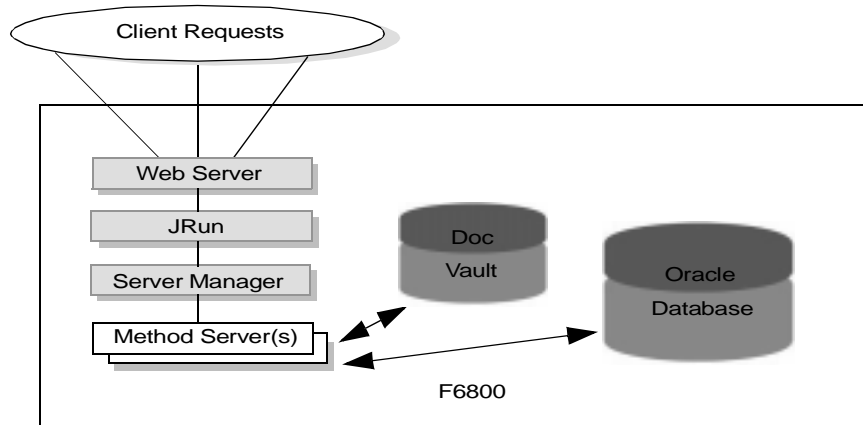 Client Requests
Web Server
JRun
Server Manager
Method Server(s)
Doc
Vault
Oracle
Database
F6800